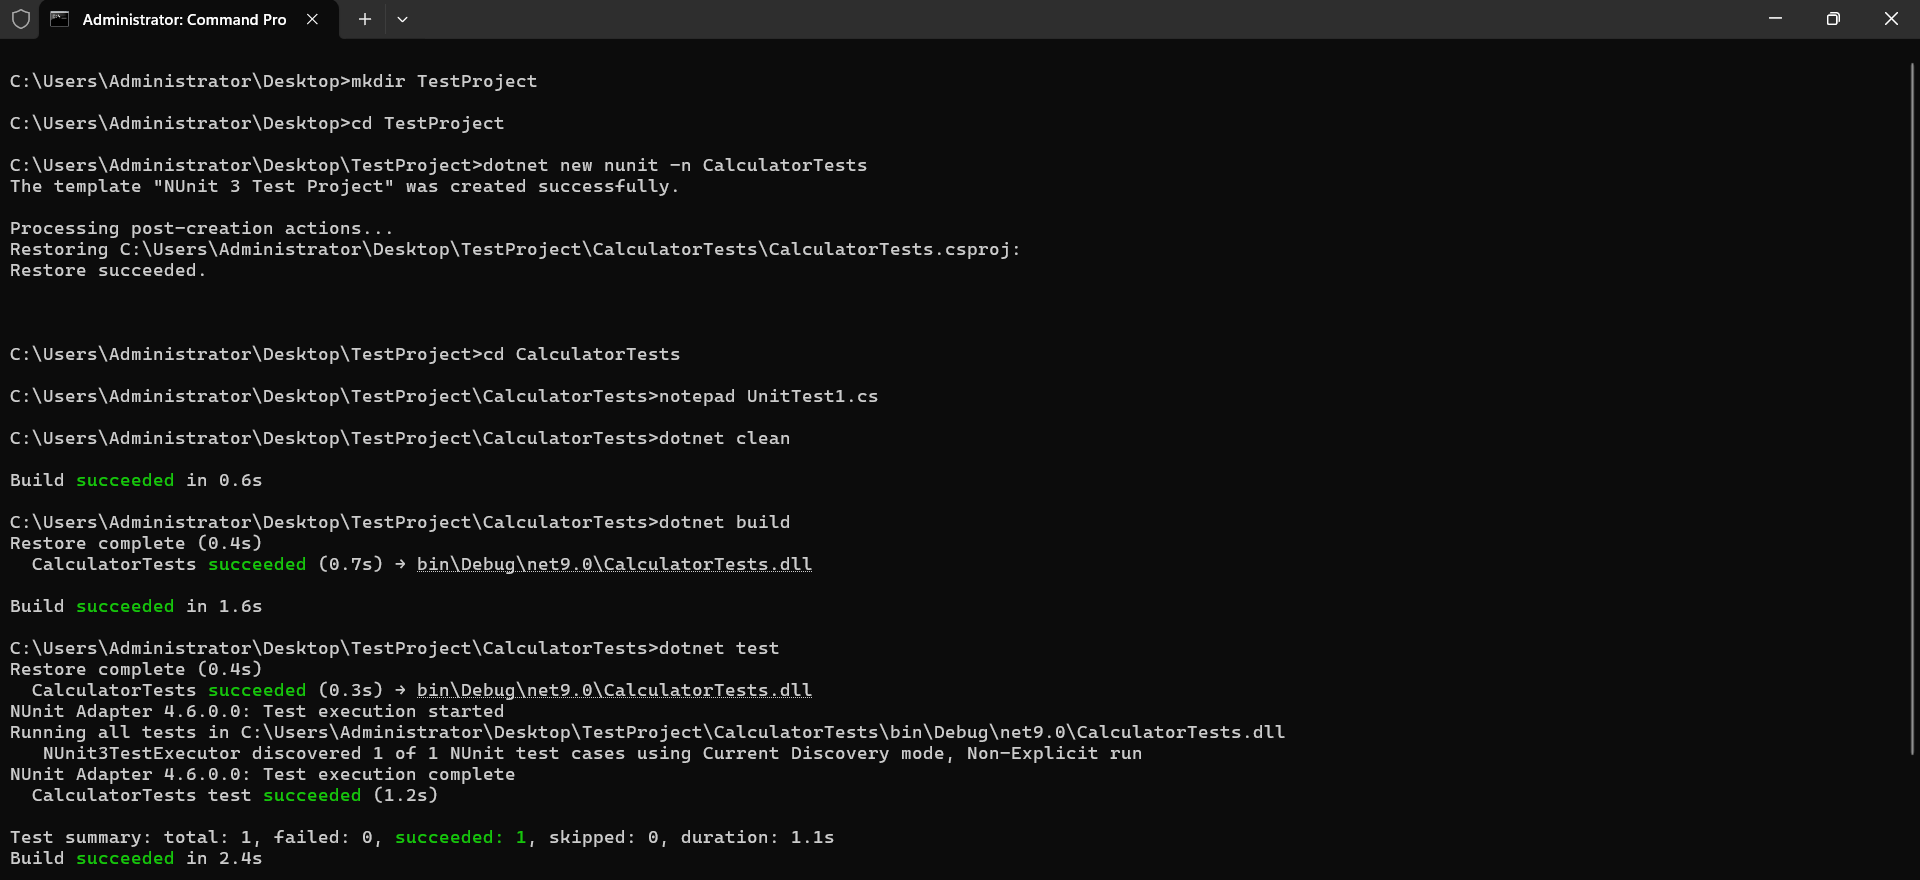 Administrator: Command Pro
C:\Users\Administrator\Desktop>mkdir TestProject
C:\Users\Administrator\Desktop>cd TestProject
C:\Users\Administrator\Desktop\TestProject>dotnet new nunit -n CalculatorTests
The template "NUnit 3 Test Project" was created successfully.
Processing post-creation actions...
Restoring C:\Users\Administrator\Desktop\TestProject\CalculatorTests\CalculatorTests.csproj:
Restore succeeded.
C:\Users\Administrator\Desktop\TestProject>cd CalculatorTests
C:\Users\Administrator\Desktop\TestProject\CalculatorTests>notepad UnitTest1.cs
C:\Users\Administrator\Desktop\TestProject\CalculatorTests>dotnet clean
Build succeeded in 0.6s
C:\Users\Administrator\Desktop\TestProject\CalculatorTests>dotnet build
Restore complete (0.4s)
  CalculatorTests succeeded (0.7s) → bin\Debug\net9.0\CalculatorTests.dll
Build succeeded in 1.6s
C:\Users\Administrator\Desktop\TestProject\CalculatorTests>dotnet test
Restore complete (0.4s)
  CalculatorTests succeeded (0.3s) → bin\Debug\net9.0\CalculatorTests.dll
NUnit Adapter 4.6.0.0: Test execution started
Running all tests in C:\Users\Administrator\Desktop\TestProject\CalculatorTests\bin\Debug\net9.0\CalculatorTests.dll
   NUnit3TestExecutor discovered 1 of 1 NUnit test cases using Current Discovery mode, Non-Explicit run
NUnit Adapter 4.6.0.0: Test execution complete
  CalculatorTests test succeeded (1.2s)
Test summary: total: 1, failed: 0, succeeded: 1, skipped: 0, duration: 1.1s
Build succeeded in 2.4s